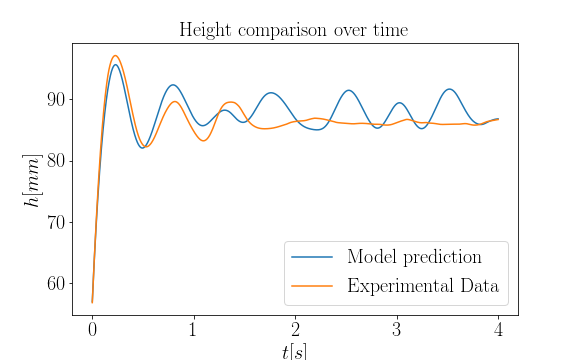 Height comparison over time
90
80
70
60
h[mm]
Model prediction
Experimental Data
0 1 2 3 4
t[s]